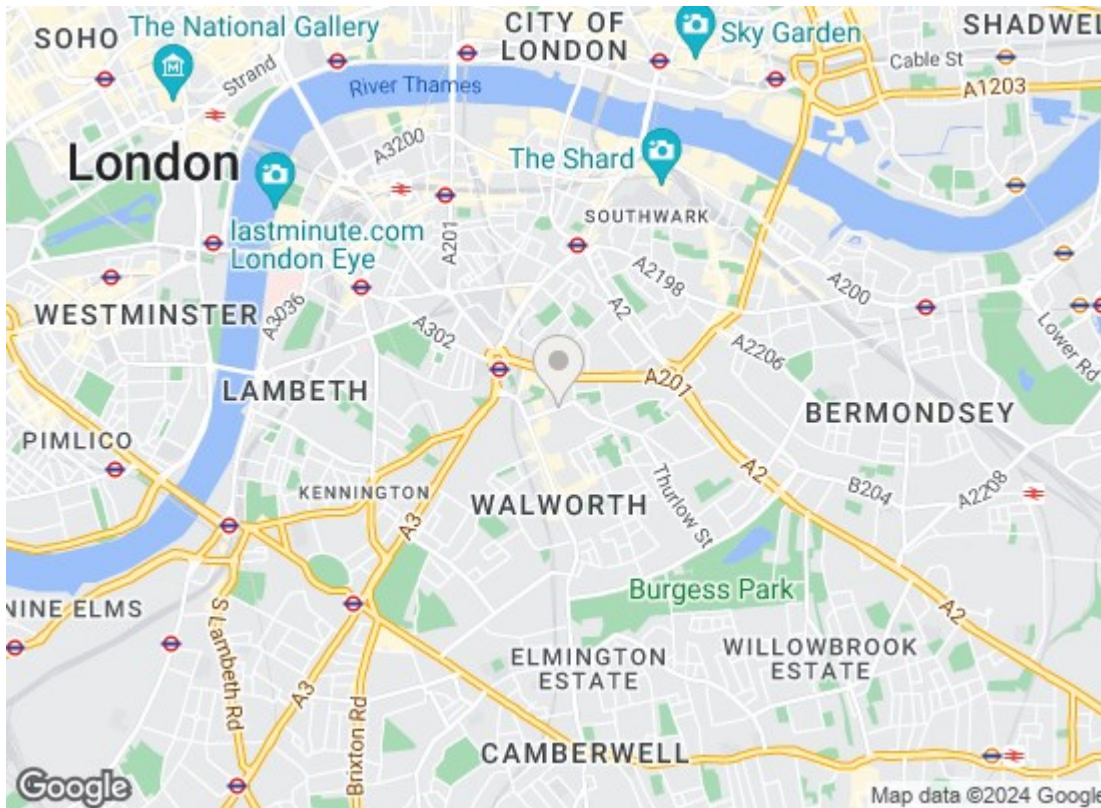 SOHO
The National Gallery
Strand
CITY OF
LONDON
Sky Garden
SHADWEL
Cable St
A1203
River Thames
A3200
London
The Shard
A201
SOUTHWARK
lastminute.com
London Eye
A2198
A200
WESTMINSTER
A3036
A302
A2
A2206
Lower Rd
LAMBETH
A201
BERMONDSEY
PIMLICO
KENNINGTON
A3
WALWORTH
Thurlow St
A2
B204
A2208
NINE ELMS
S Lambeth Rd
Burgess Park
A2
A3
Brixton Rd
ELMINGTON
ESTATE
WILLOWBROOK
ESTATE
CAMBERWELL
Google
Map data ©2024 Google